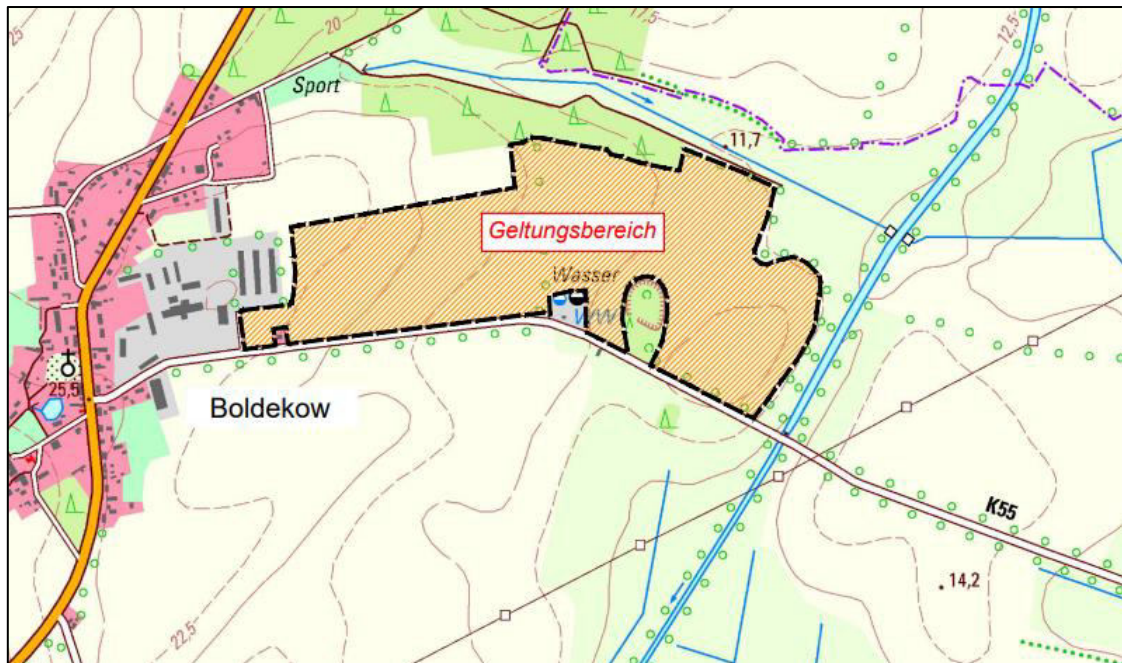 25
20
17,5
12,5
Sport
11,7
Geltungsbereich
Wasser
WW
25,5
Boldekow
K55
14,2
22,5